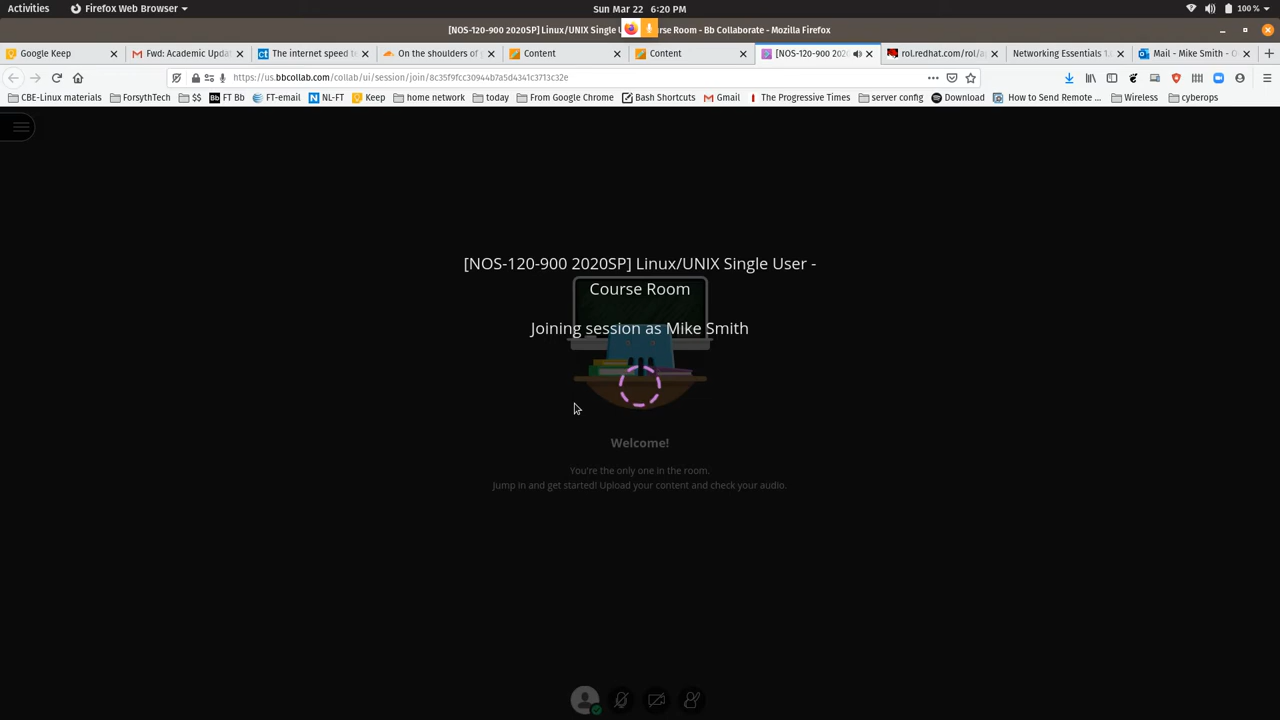 Activities
Firefox Web Browser
Sun Mar 22 6:20 PM
100 %
[NOS-120-900 2020SP] Linux/UNIX Single U
rse Room - Bb Collaborate - Mozilla Firefox
Google Keep
Fwd: Academic Updat
The internet speed te
On the shoulders of g
Content
Content
[NOS-120-900 202
rol.redhat.com/rol/a
Networking Essentials 1.
Mail - Mike Smith - O
https://us.bbcollab.com/collab/ui/session/join/8c35f9fcc30944b7a5d4341c3713c32e
CBE-Linux materials
ForsythTech
$$
Bb FT Bb
FT-email
NL-FT
Keep
home network
today
From Google Chrome
Bash Shortcuts
Gmail
The Progressive Times
server config
Download
How to Send Remote ...
Wireless
cyberops
[NOS-120-900 2020SP] Linux/UNIX Single User -
Course Room
Joining session as Mike Smith
Welcome!
You're the only one in the room.
Jump in and get started! Upload your content and check your audio.